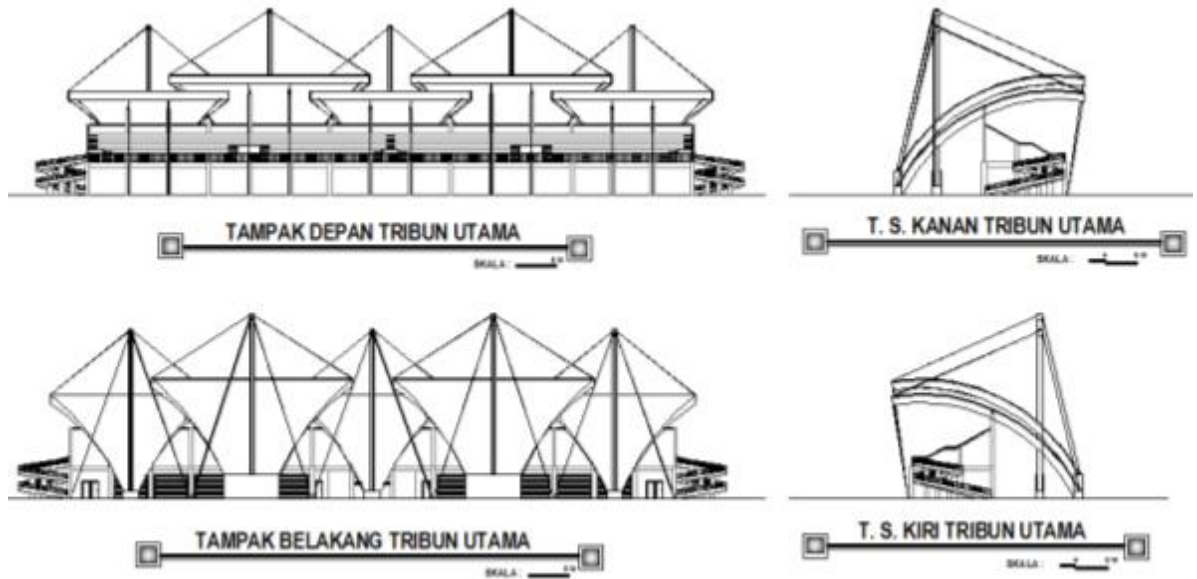 TAMPAK DEPAN TRIBUN UTAMA
SKALA :
T. S. KANAN TRIBUN UTAMA
SKALA :
TAMPAK BELAKANG TRIBUN UTAMA
SKALA :
T. S. KIRI TRIBUN UTAMA
SKALA :